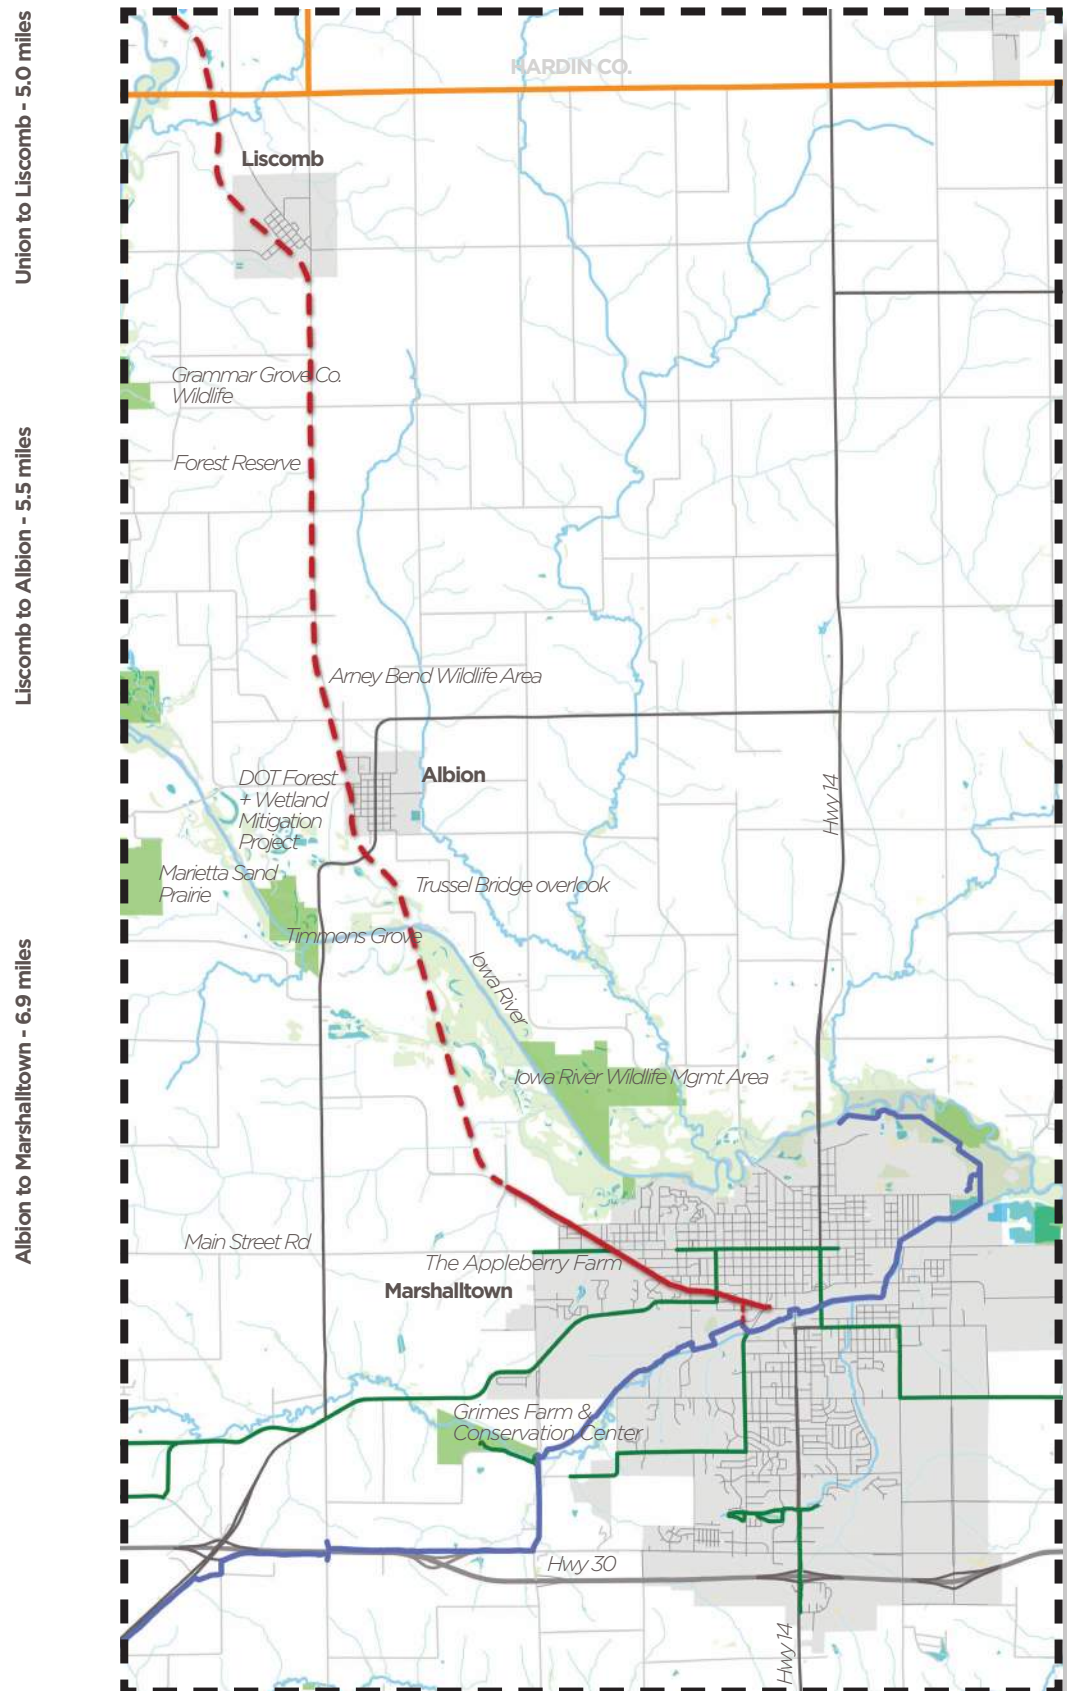 Union to Liscomb - 5.0 miles
HARDIN CO.
Liscomb
Grammar Grove Co.
Wildlife
Liscomb to Albion - 5.5 miles
Forest Reserve
Arney Bend Wildlife Area
Albion
DOT Forest
+ Wetland
Mitigation
Project
Hwy 14
Marietta Sand
Prairie
Trussel Bridge overlook
Timmons Grove
Iowa River
Albion to Marshalltown - 6.9 miles
Iowa River Wildlife Mgmt Area
Main Street Rd
The Appleberry Farm
Marshalltown
Grimes Farm &
Conservation Center
Hwy 30
Hwy 14